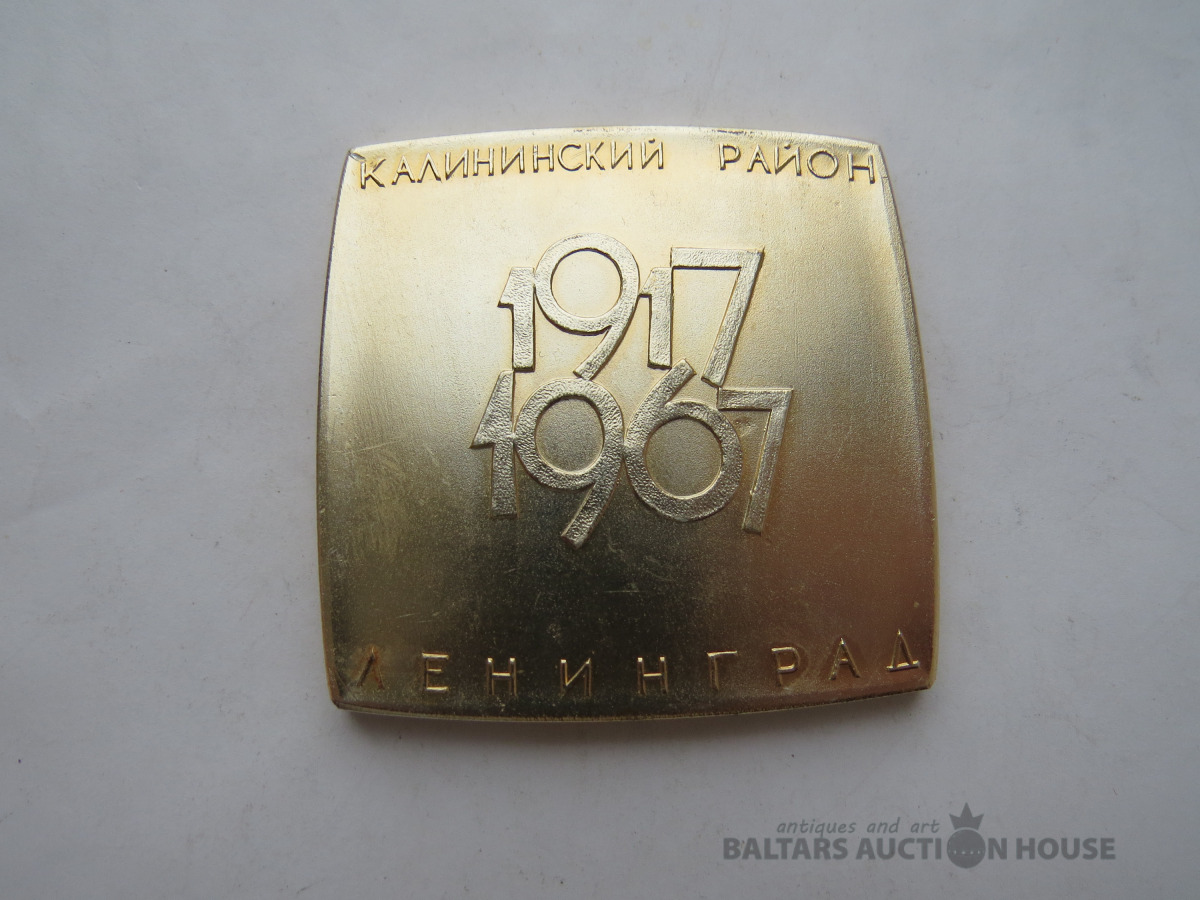 КАЛИНИНСКИЙ РАЙОН
1917
1967
ЛЕНИНГРАД
antiques and art
BALTARS AUCTION HOUSE